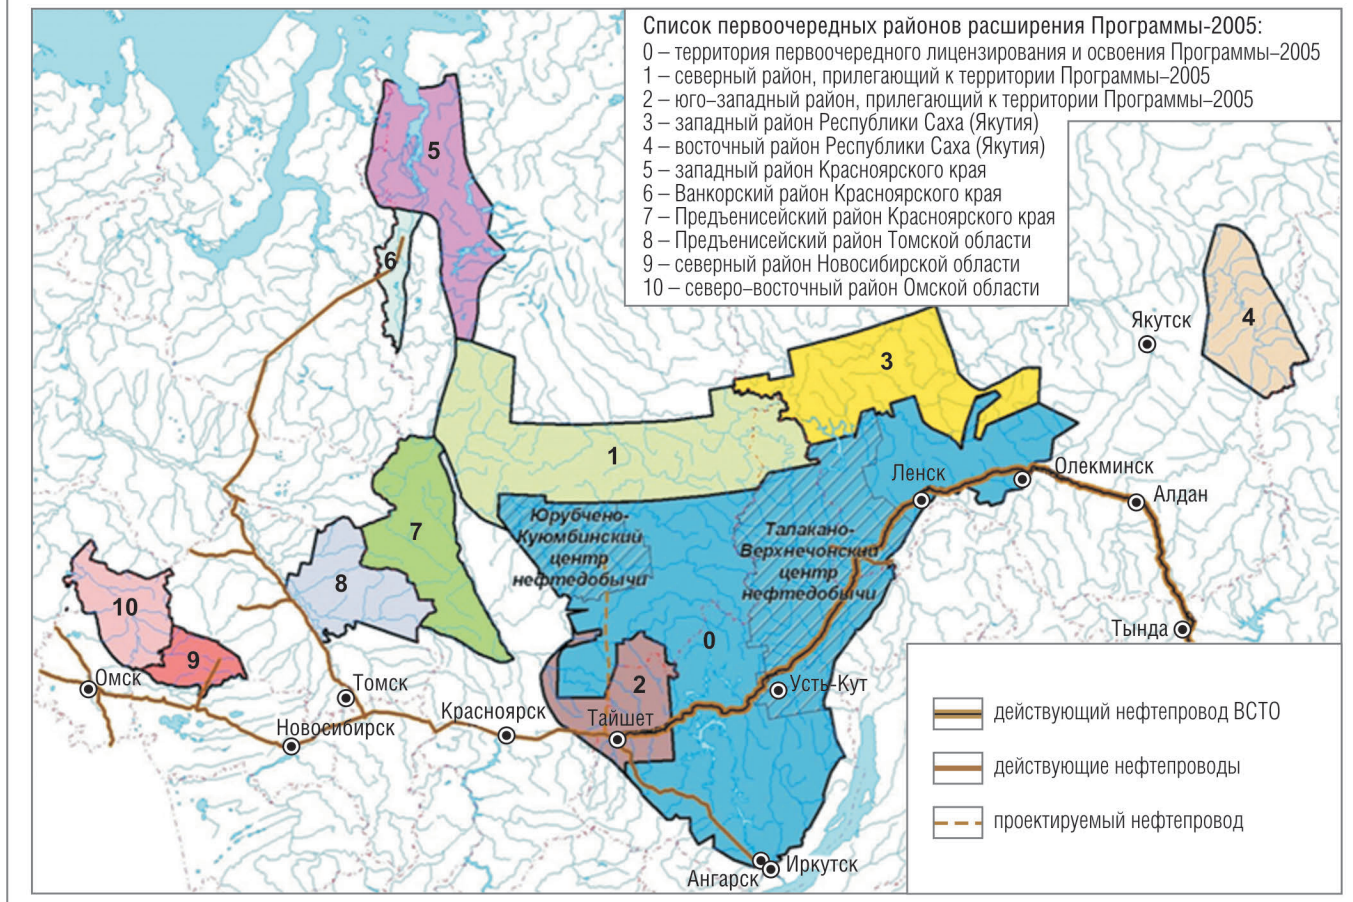 Список первоочередных районов расширения Программы-2005:
0 – территория первоочередного лицензирования и освоения Программы–2005
1 – северный район, прилегающий к территории Программы–2005
2 – юго–западный район, прилегающий к территории Программы–2005
3 – западный район Республики Саха (Якутия)
4 – восточный район Республики Саха (Якутия)
5 – западный район Красноярского края
6 – Ванкорский район Красноярского края
7 – Предъенисейский район Красноярского края
8 – Предъенисейский район Томской области
9 – северный район Новосибирской области
10 – северо–восточный район Омской области
5
6
Якутск
4
3
1
Ленск
Олекминск
Алдан
Юрубчено-
Куюмбинский
центр
нефтедобычи
Талакано-
Верхнечонский
центр
нефтедобычи
7
8
10
9
0
2
Тында
Омск
Томск
Новосибирск
Красноярск
Тайшет
Усть-Кут
Ангарск
Иркутск
действующий нефтепровод ВСТО
действующие нефтепроводы
проектируемый нефтепровод